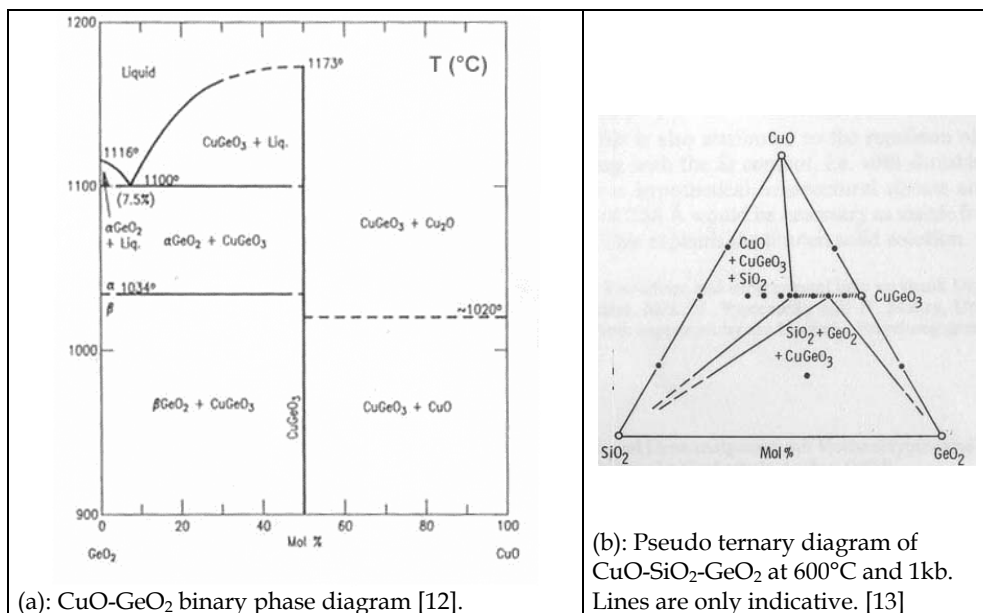 1200
T (°C)
1173°
Liquid
CuGeO₃ + Liq.
1116°
1100
1100°
(7.5%)
αGeO₂
+ Liq.
αGeO₂ + CuGeO₃
CuGeO₃ + Cu₂O
α 1034°
β
~1020°
1000
βGeO₂ + CuGeO₃
CuGeO₃
CuGeO₃ + CuO
900
0 20 40 60 80 100
Mol %
GeO₂ CuO
(a): CuO-GeO₂ binary phase diagram [12].
CuO
CuO
+ CuGeO₃
+ SiO₂
CuGeO₃
SiO₂ + GeO₂
+ CuGeO₃
SiO₂ Mol % GeO₂
(b): Pseudo ternary diagram of
CuO-SiO₂-GeO₂ at 600°C and 1kb.
Lines are only indicative. [13]